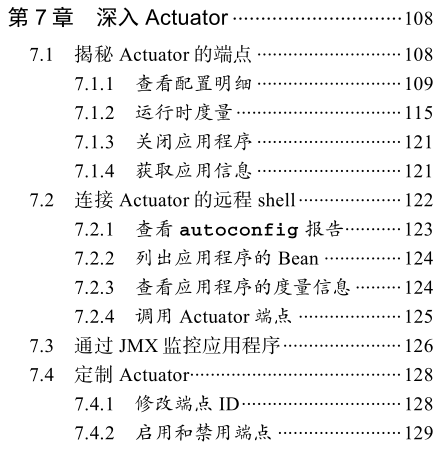 第 7 章 深入 Actuator ······························ 108
7.1 揭秘 Actuator 的端点 ···························· 108
7.1.1 查看配置明细 ···························· 109
7.1.2 运行时度量 ······························· 115
7.1.3 关闭应用程序 ···························· 121
7.1.4 获取应用信息 ···························· 121
7.2 连接 Actuator 的远程 shell ····················· 122
7.2.1 查看 autoconfig 报告 ··········· 123
7.2.2 列出应用程序的 Bean ················ 124
7.2.3 查看应用程序的度量信息 ········· 124
7.2.4 调用 Actuator 端点 ··················· 125
7.3 通过 JMX 监控应用程序 ······················· 126
7.4 定制 Actuator ······································ 128
7.4.1 修改端点 ID ······························ 128
7.4.2 启用和禁用端点 ······················· 129